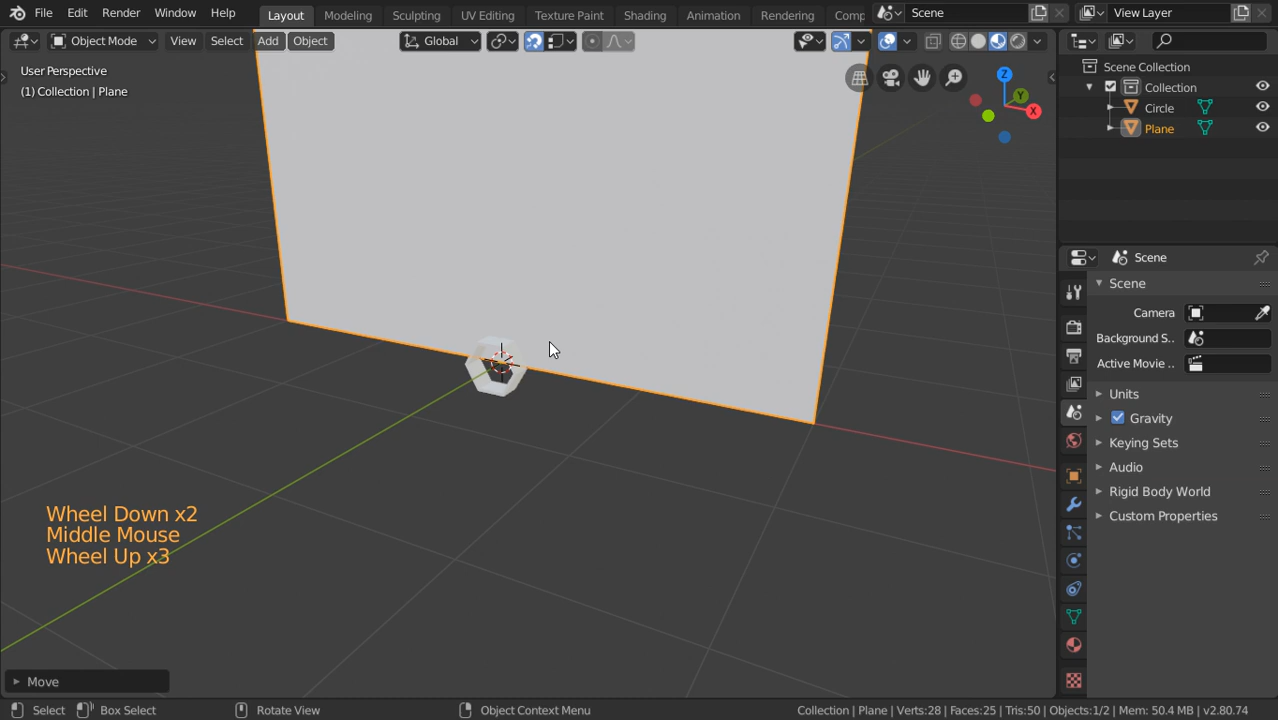 File Edit Render Window Help Layout Modeling Sculpting UV Editing Texture Paint Shading Animation Rendering Comp Scene View Layer
Object Mode View Select Add Object Global
User Perspective
(1) Collection | Plane
Z
Y
X
Scene Collection
Collection
Circle
Plane
Scene
Scene
Camera
Background S..
Active Movie ..
Units
Gravity
Keying Sets
Audio
Rigid Body World
Custom Properties
Wheel Down x2
Middle Mouse
Wheel Up x3
Move
Select Box Select Rotate View Object Context Menu Collection | Plane | Verts:28 | Faces:25 | Tris:50 | Objects:1/2 | Mem: 50.4 MB | v2.80.74